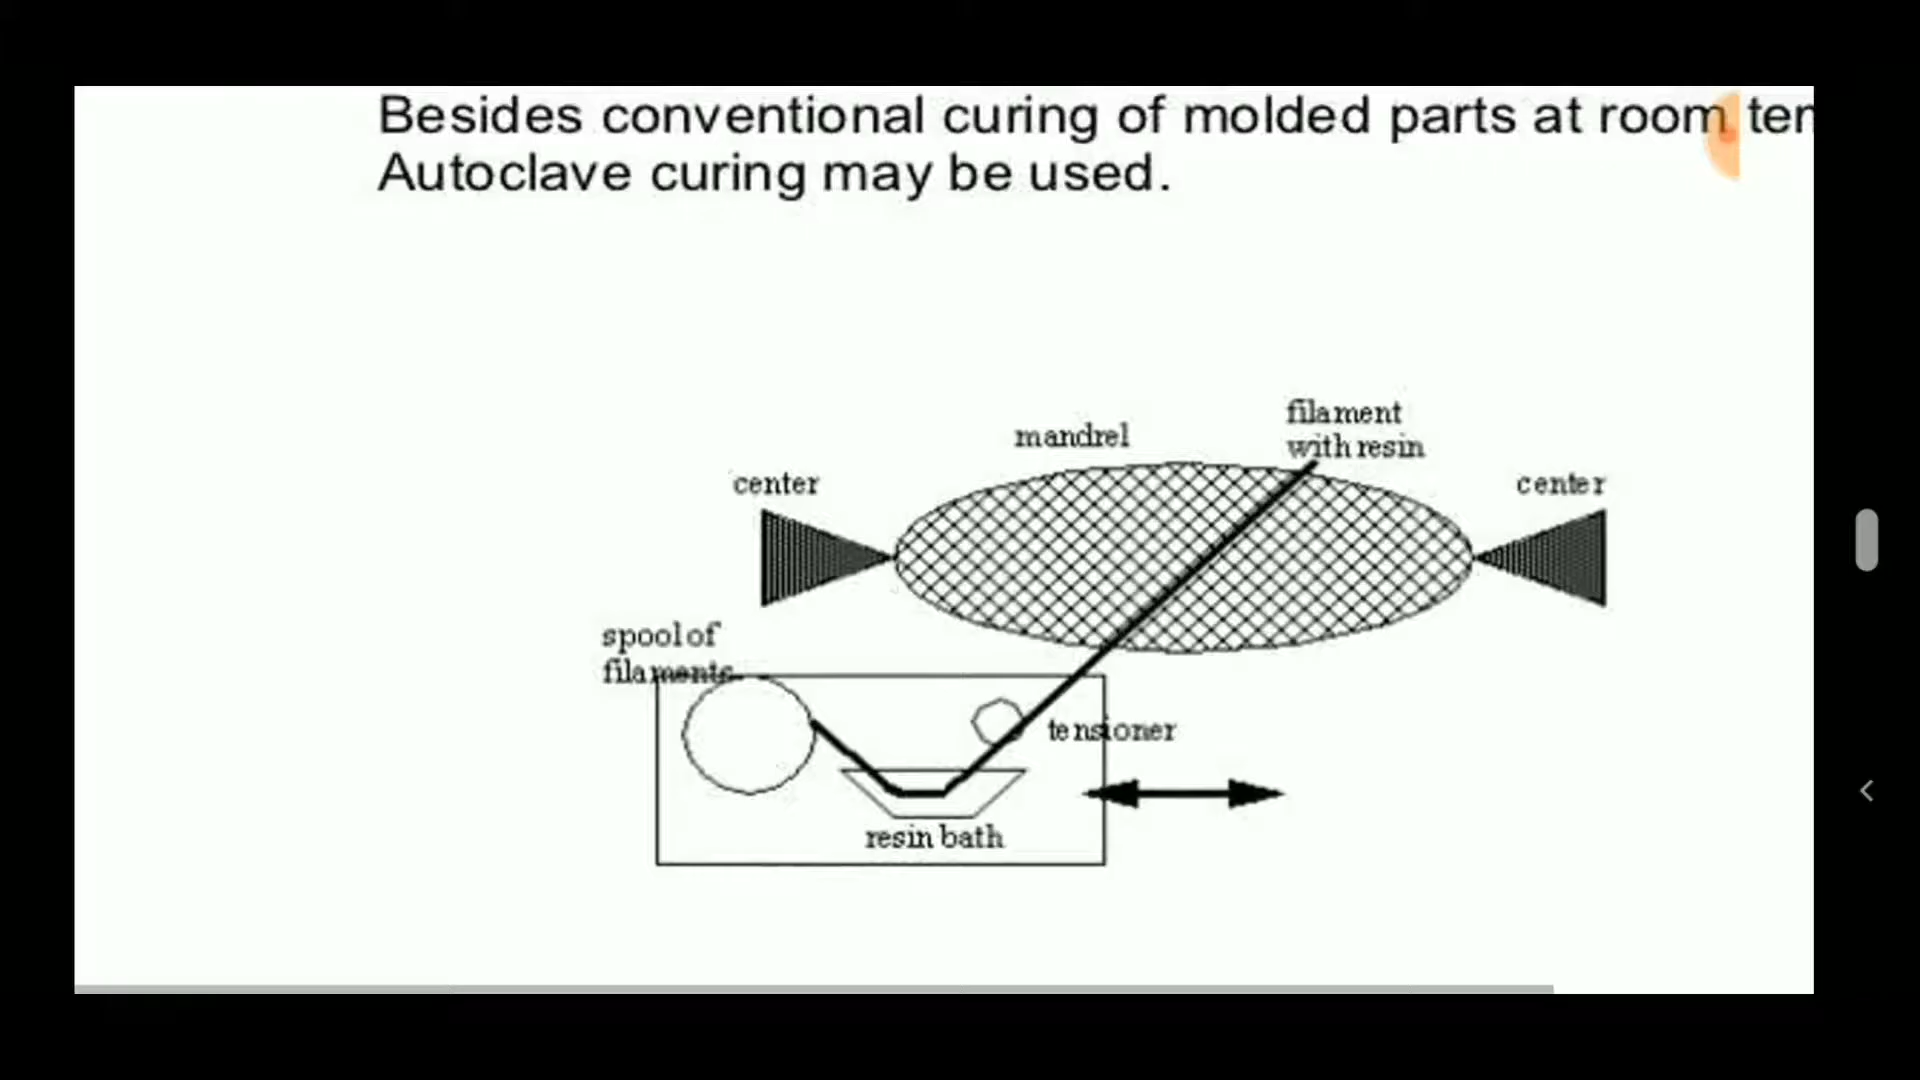 Besides conventional curing of molded parts at room
Autoclave curing may be used.
filament
with resin
mandrel
center
center
spool of
filaments
tensioner
resin bath